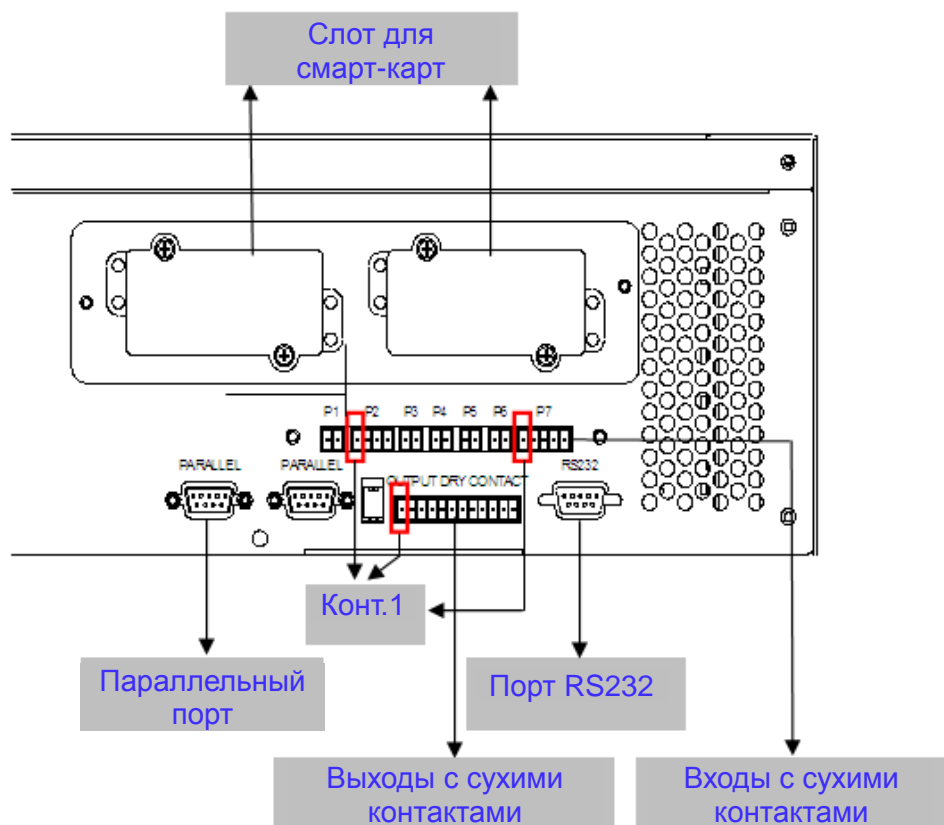 Слот для
смарт-карт
P1 P2 P3 P4 P5 P6 P7
PARALLEL PARALLEL OUTPUT DRY CONTACT RS232
Конт.1
Параллельный
порт
Порт RS232
Выходы с сухими
контактами
Входы с сухими
контактами